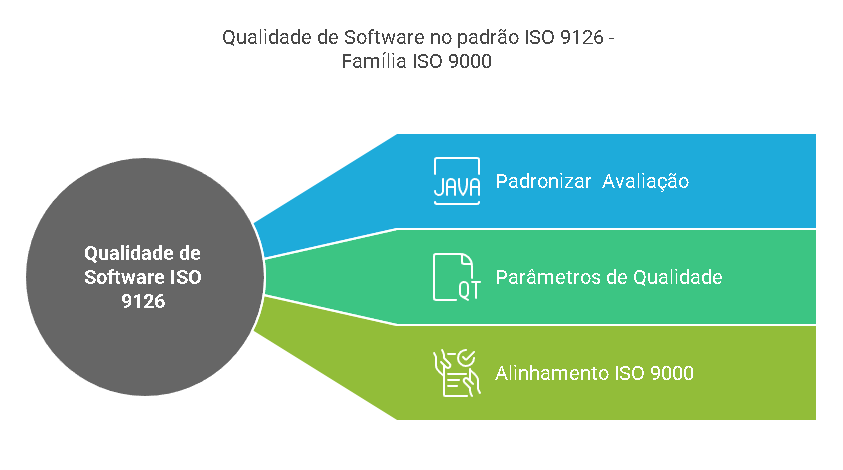 Qualidade de Software no padrão ISO 9126 -
Família ISO 9000
Qualidade de
Software ISO
9126
JAVA
Padronizar  Avaliação
QT
Parâmetros de Qualidade
Alinhamento ISO 9000